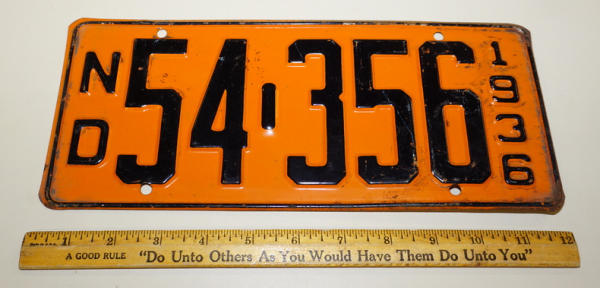 ND 54-356 1936
1 2 3 4 5 6 7 8 9 10 11 12
A GOOD RULE "Do Unto Others As You Would Have Them Do Unto You"